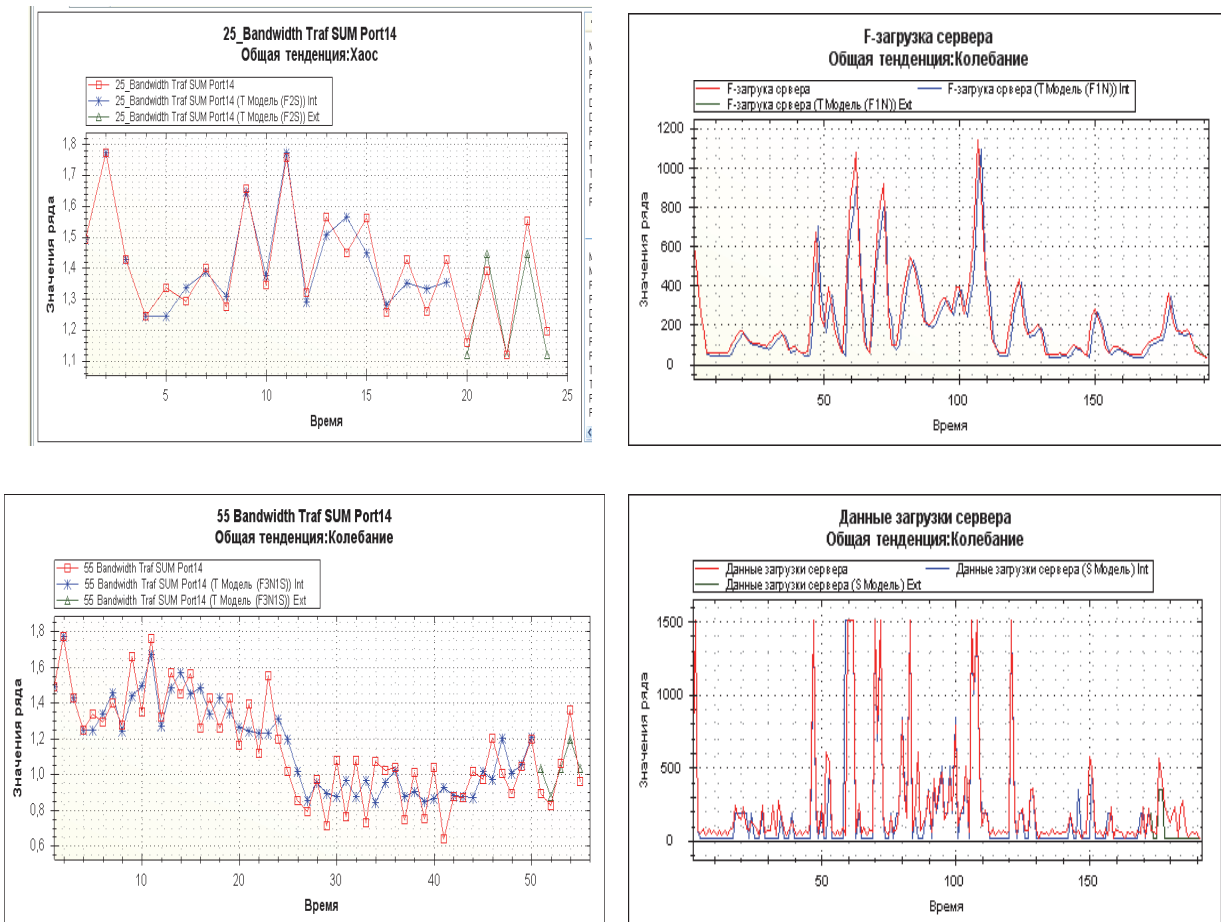 25_Bandwidth Traf SUM Port14
Общая тенденция:Хаос
25_Bandwidth Traf SUM Port14
25_Bandwidth Traf SUM Port14 (T Модель (F2S)) Int
25_Bandwidth Traf SUM Port14 (T Модель (F2S)) Ext
Значения ряда
1,8
1,7
1,6
1,5
1,4
1,3
1,2
1,1
5
10
15
20
25
Время
F-загрузка сервера
Общая тенденция:Колебание
F-загрука срвера
F-загрука срвера (T Модель (F1N)) Int
F-загрука срвера (T Модель (F1N)) Ext
Значения ряда
1200
1000
800
600
400
200
0
50
100
150
Время
55 Bandwidth Traf SUM Port14
Общая тенденция:Колебание
55 Bandwidth Traf SUM Port14
55 Bandwidth Traf SUM Port14 (T Модель (F3N1S)) Int
55 Bandwidth Traf SUM Port14 (T Модель (F3N1S)) Ext
Значения ряда
1,8
1,6
1,4
1,2
1,0
0,8
0,6
10
20
30
40
50
Время
Данные загрузки сервера
Общая тенденция:Колебание
Данные загрузки сервера
Данные загрузки сервера (S Модель) Int
Данные загрузки сервера (S Модель) Ext
Значения ряда
1500
1000
500
0
50
100
150
Время